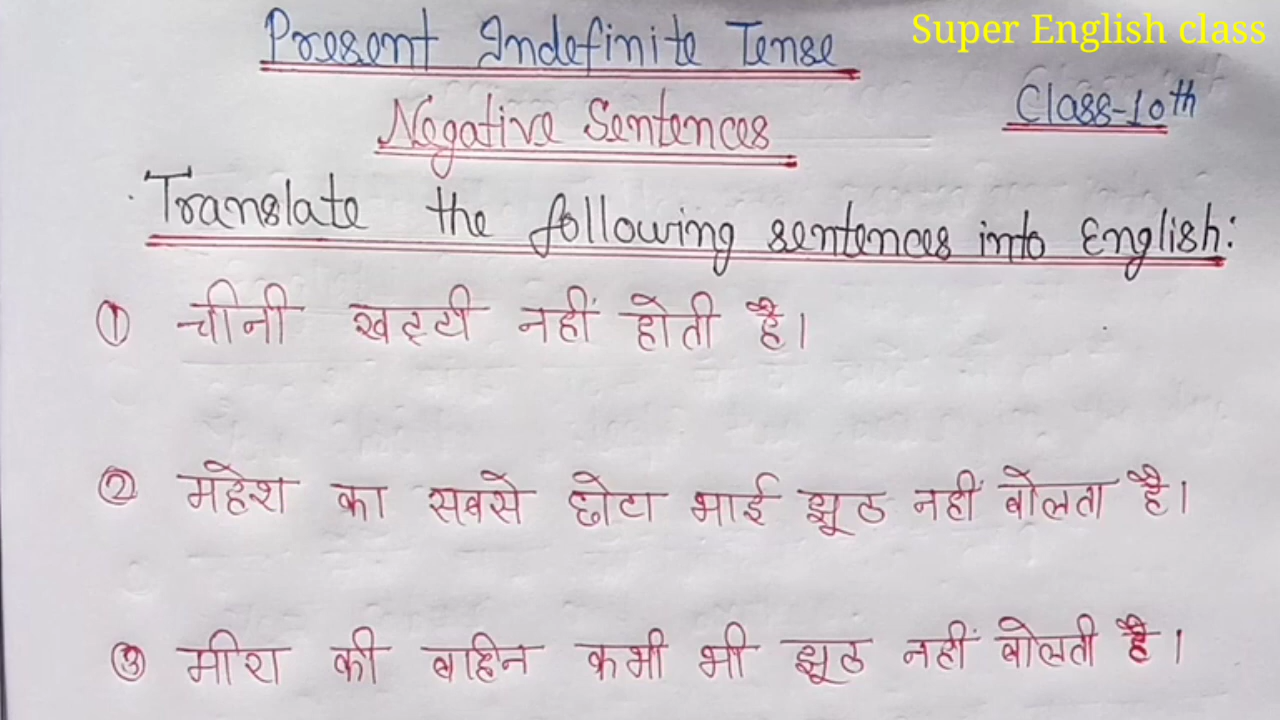 Super English class
Present Indefinite Tense
Class-10th
Negative Sentences
Translate the following sentences into English:
① चीनी खट्टी नहीं होती है।
② महेश का सबसे छोटा भाई झूठ नहीं बोलता है।
③ मीरा की बहिन कभी भी झूठ नहीं बोलती है।